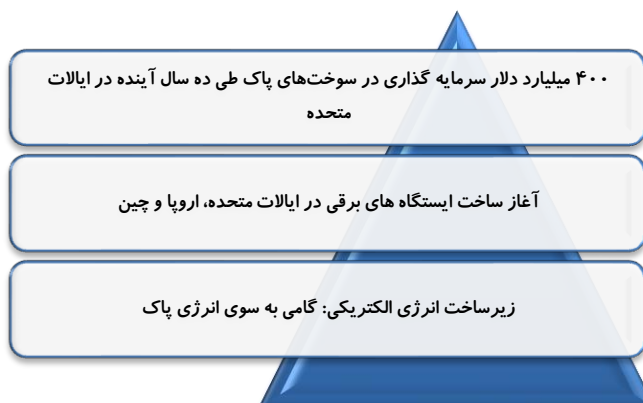 ۴۰۰ میلیارد دلار سرمایه گذاری در سوخت‌های پاک طی ده سال آینده در ایالات
متحده
آغاز ساخت ایستگاه های برقی در ایالات متحده، اروپا و چین
زیرساخت انرژی الکتریکی: گامی به سوی انرژی پاک